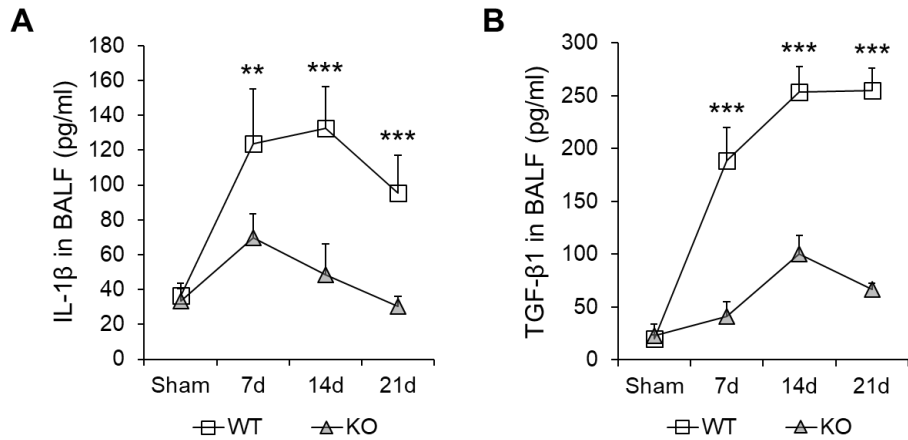 A
IL-1β in BALF (pg/ml)
180
160
140
120
100
80
60
40
20
0
**
***
***
Sham 7d 14d 21d
WT KO
B
TGF-β1 in BALF (pg/ml)
300
250
200
150
100
50
0
***
***
***
Sham 7d 14d 21d
WT KO